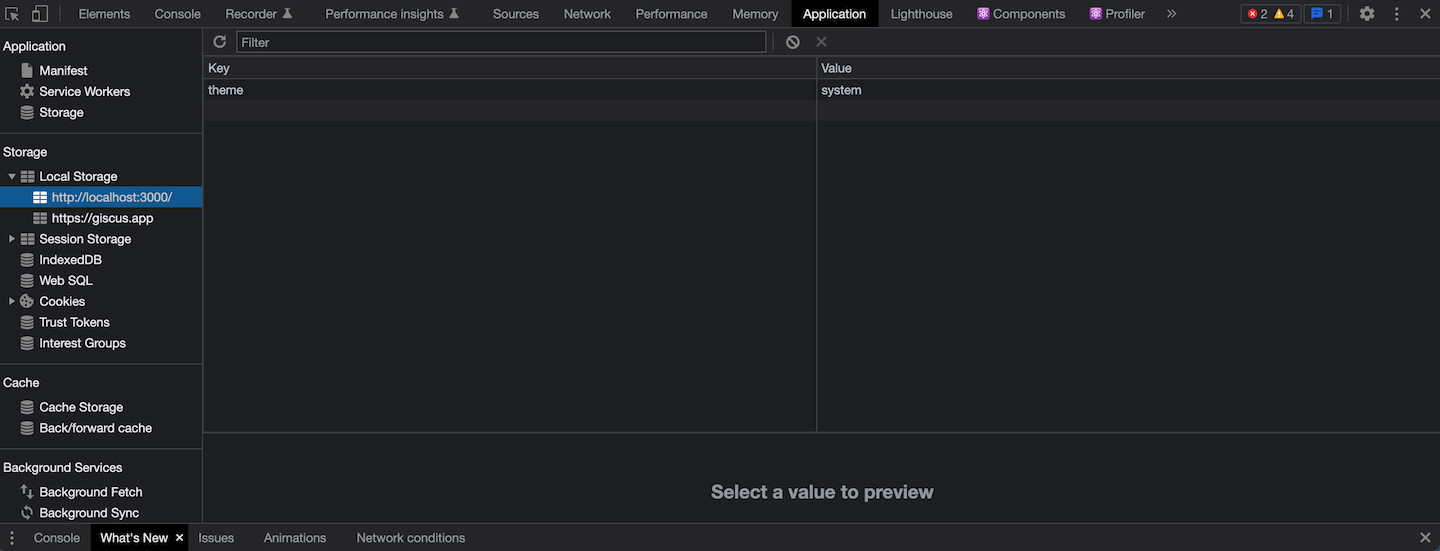 Elements Console Recorder Performance insights Sources Network Performance Memory Application Lighthouse Components Profiler » 2 4 1
Application
Manifest
Service Workers
Storage
Storage
Local Storage
http://localhost:3000/
https://giscus.app
Session Storage
IndexedDB
Web SQL
Cookies
Trust Tokens
Interest Groups
Cache
Cache Storage
Back/forward cache
Background Services
Background Fetch
Background Sync
Filter
Key Value
theme system
Select a value to preview
Console What's New Issues Animations Network conditions